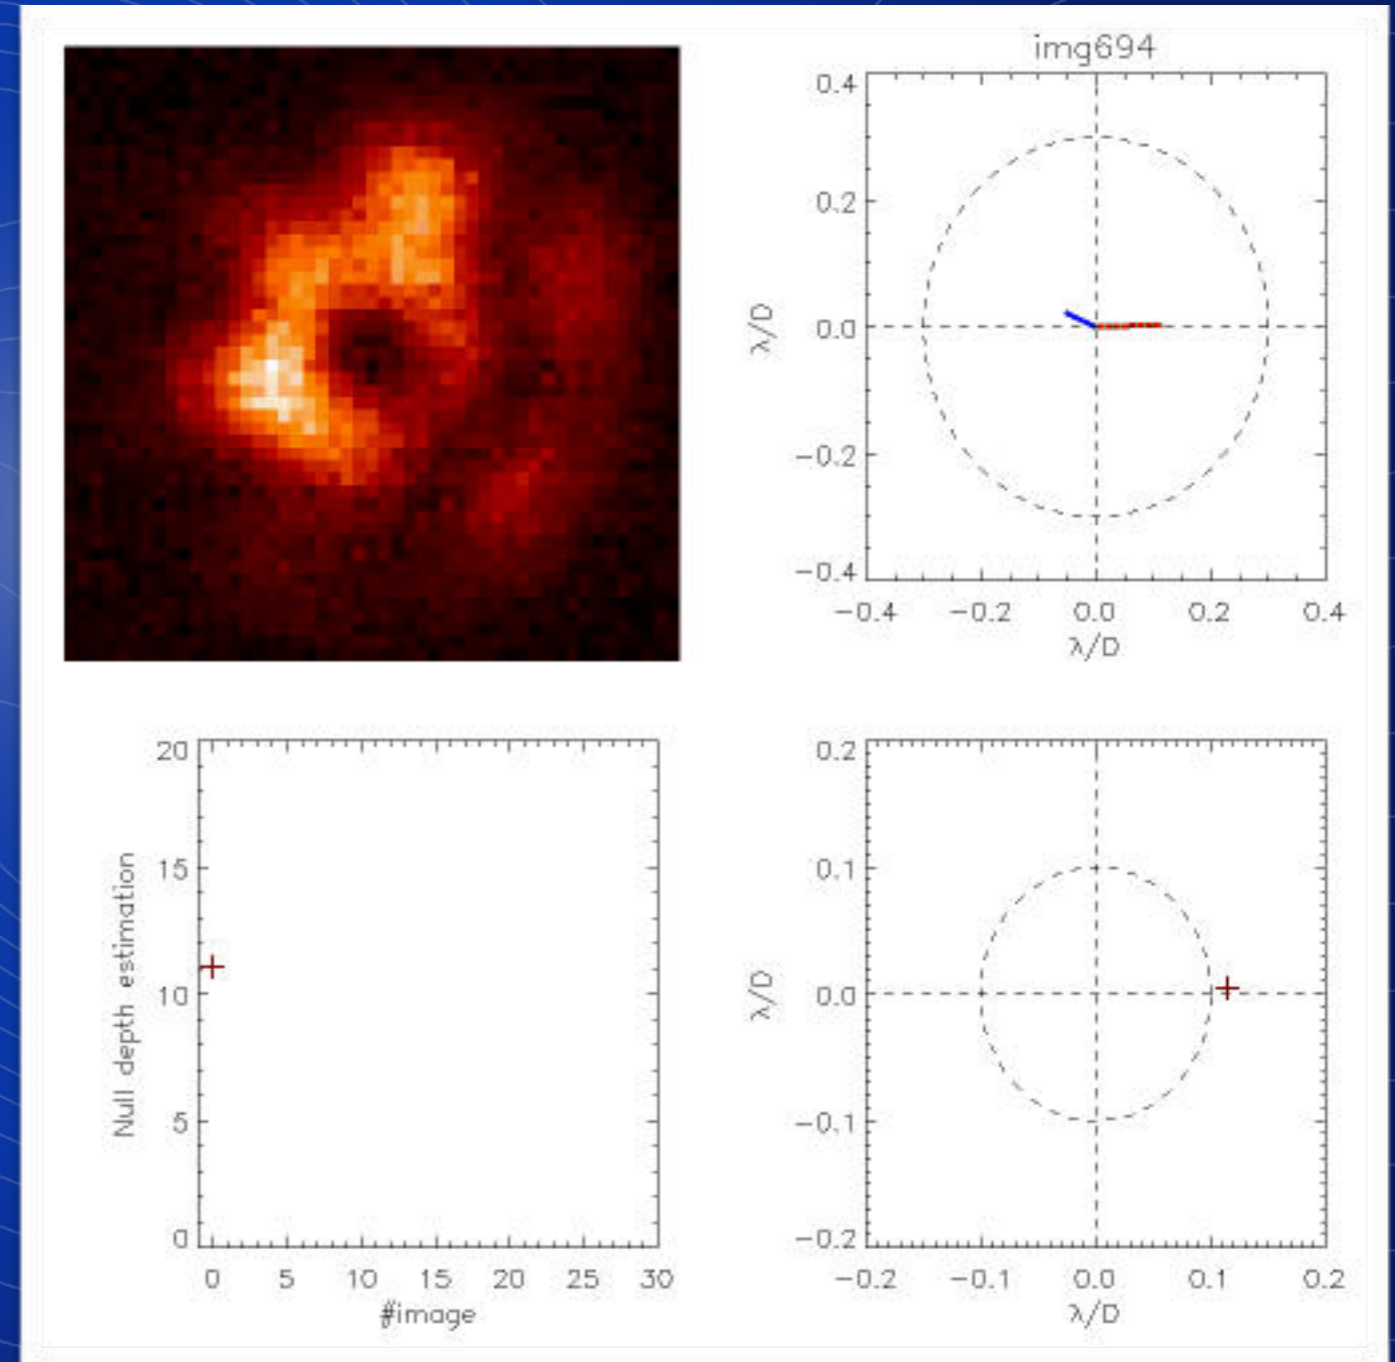 img694
0.4
0.2
0.0
−0.2
−0.4
λ/D
−0.4 −0.2 0.0 0.2 0.4
λ/D
20
15
10
5
0
Null depth estimation
0 5 10 15 20 25 30
#image
0.2
0.1
0.0
−0.1
−0.2
λ/D
−0.2 −0.1 0.0 0.1 0.2
λ/D